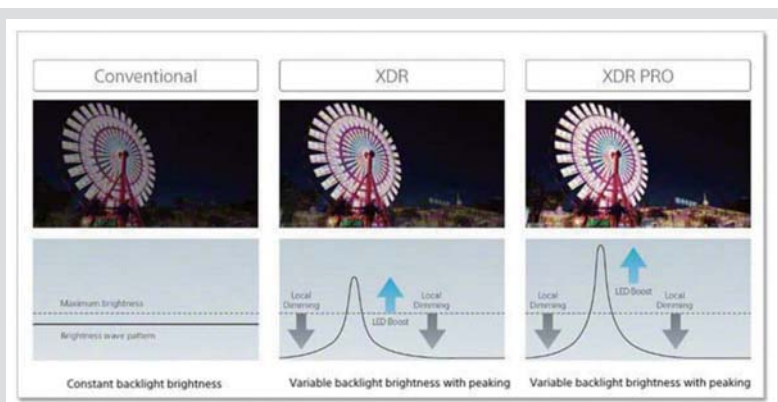 Conventional
XDR
XDR PRO
Maximum brightness
Brightness wave pattern
Local
Dimming
LED Boost
Local
Dimming
Local
Dimming
LED Boost
Local
Dimming
Constant backlight brightness
Variable backlight brightness with peaking
Variable backlight brightness with peaking